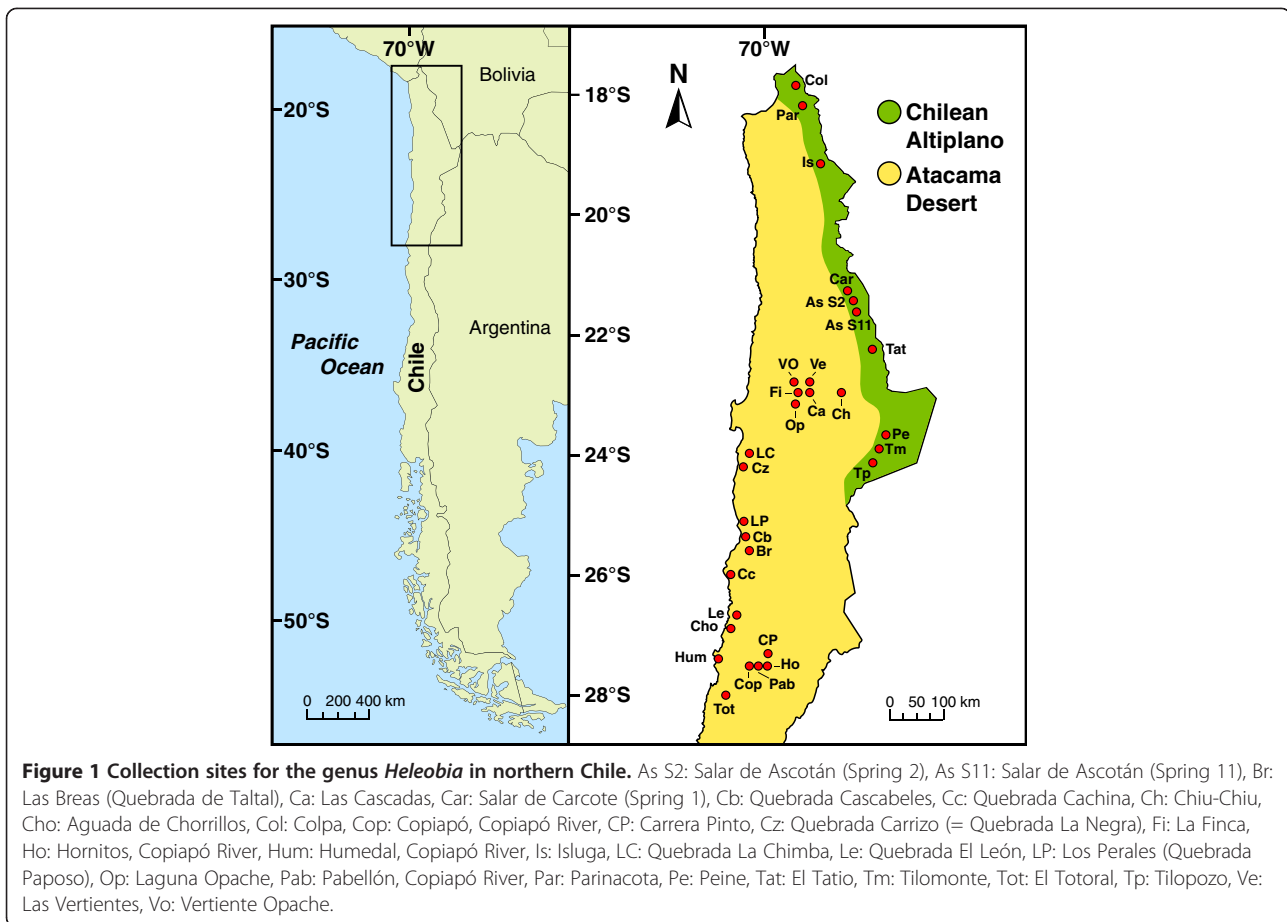 70°W
Bolivia
20°S
30°S
Argentina
Pacific
Ocean
Chile
40°S
50°S
0 200 400 km
70°W
N
18°S
20°S
22°S
24°S
26°S
28°S
Chilean
Altiplano
Atacama
Desert
Col
Par
Is
Car
As S2
As S11
Tat
VO
Ve
Fi
Ca
Ch
Op
Pe
Tm
Tp
LC
Cz
LP
Cb
Br
Cc
Le
Cho
CP
Hum
Ho
Cop
Pab
Tot
0 50 100 km
Figure 1 Collection sites for the genus Heleobia in northern Chile. As S2: Salar de Ascotán (Spring 2), As S11: Salar de Ascotán (Spring 11), Br:
Las Breas (Quebrada de Taltal), Ca: Las Cascadas, Car: Salar de Carcote (Spring 1), Cb: Quebrada Cascabeles, Cc: Quebrada Cachina, Ch: Chiu-Chiu,
Cho: Aguada de Chorrillos, Col: Colpa, Cop: Copiapó, Copiapó River, CP: Carrera Pinto, Cz: Quebrada Carrizo (= Quebrada La Negra), Fi: La Finca,
Ho: Hornitos, Copiapó River, Hum: Humedal, Copiapó River, Is: Isluga, LC: Quebrada La Chimba, Le: Quebrada El León, LP: Los Perales (Quebrada
Paposo), Op: Laguna Opache, Pab: Pabellón, Copiapó River, Par: Parinacota, Pe: Peine, Tat: El Tatio, Tm: Tilomonte, Tot: El Totoral, Tp: Tilopozo, Ve:
Las Vertientes, Vo: Vertiente Opache.